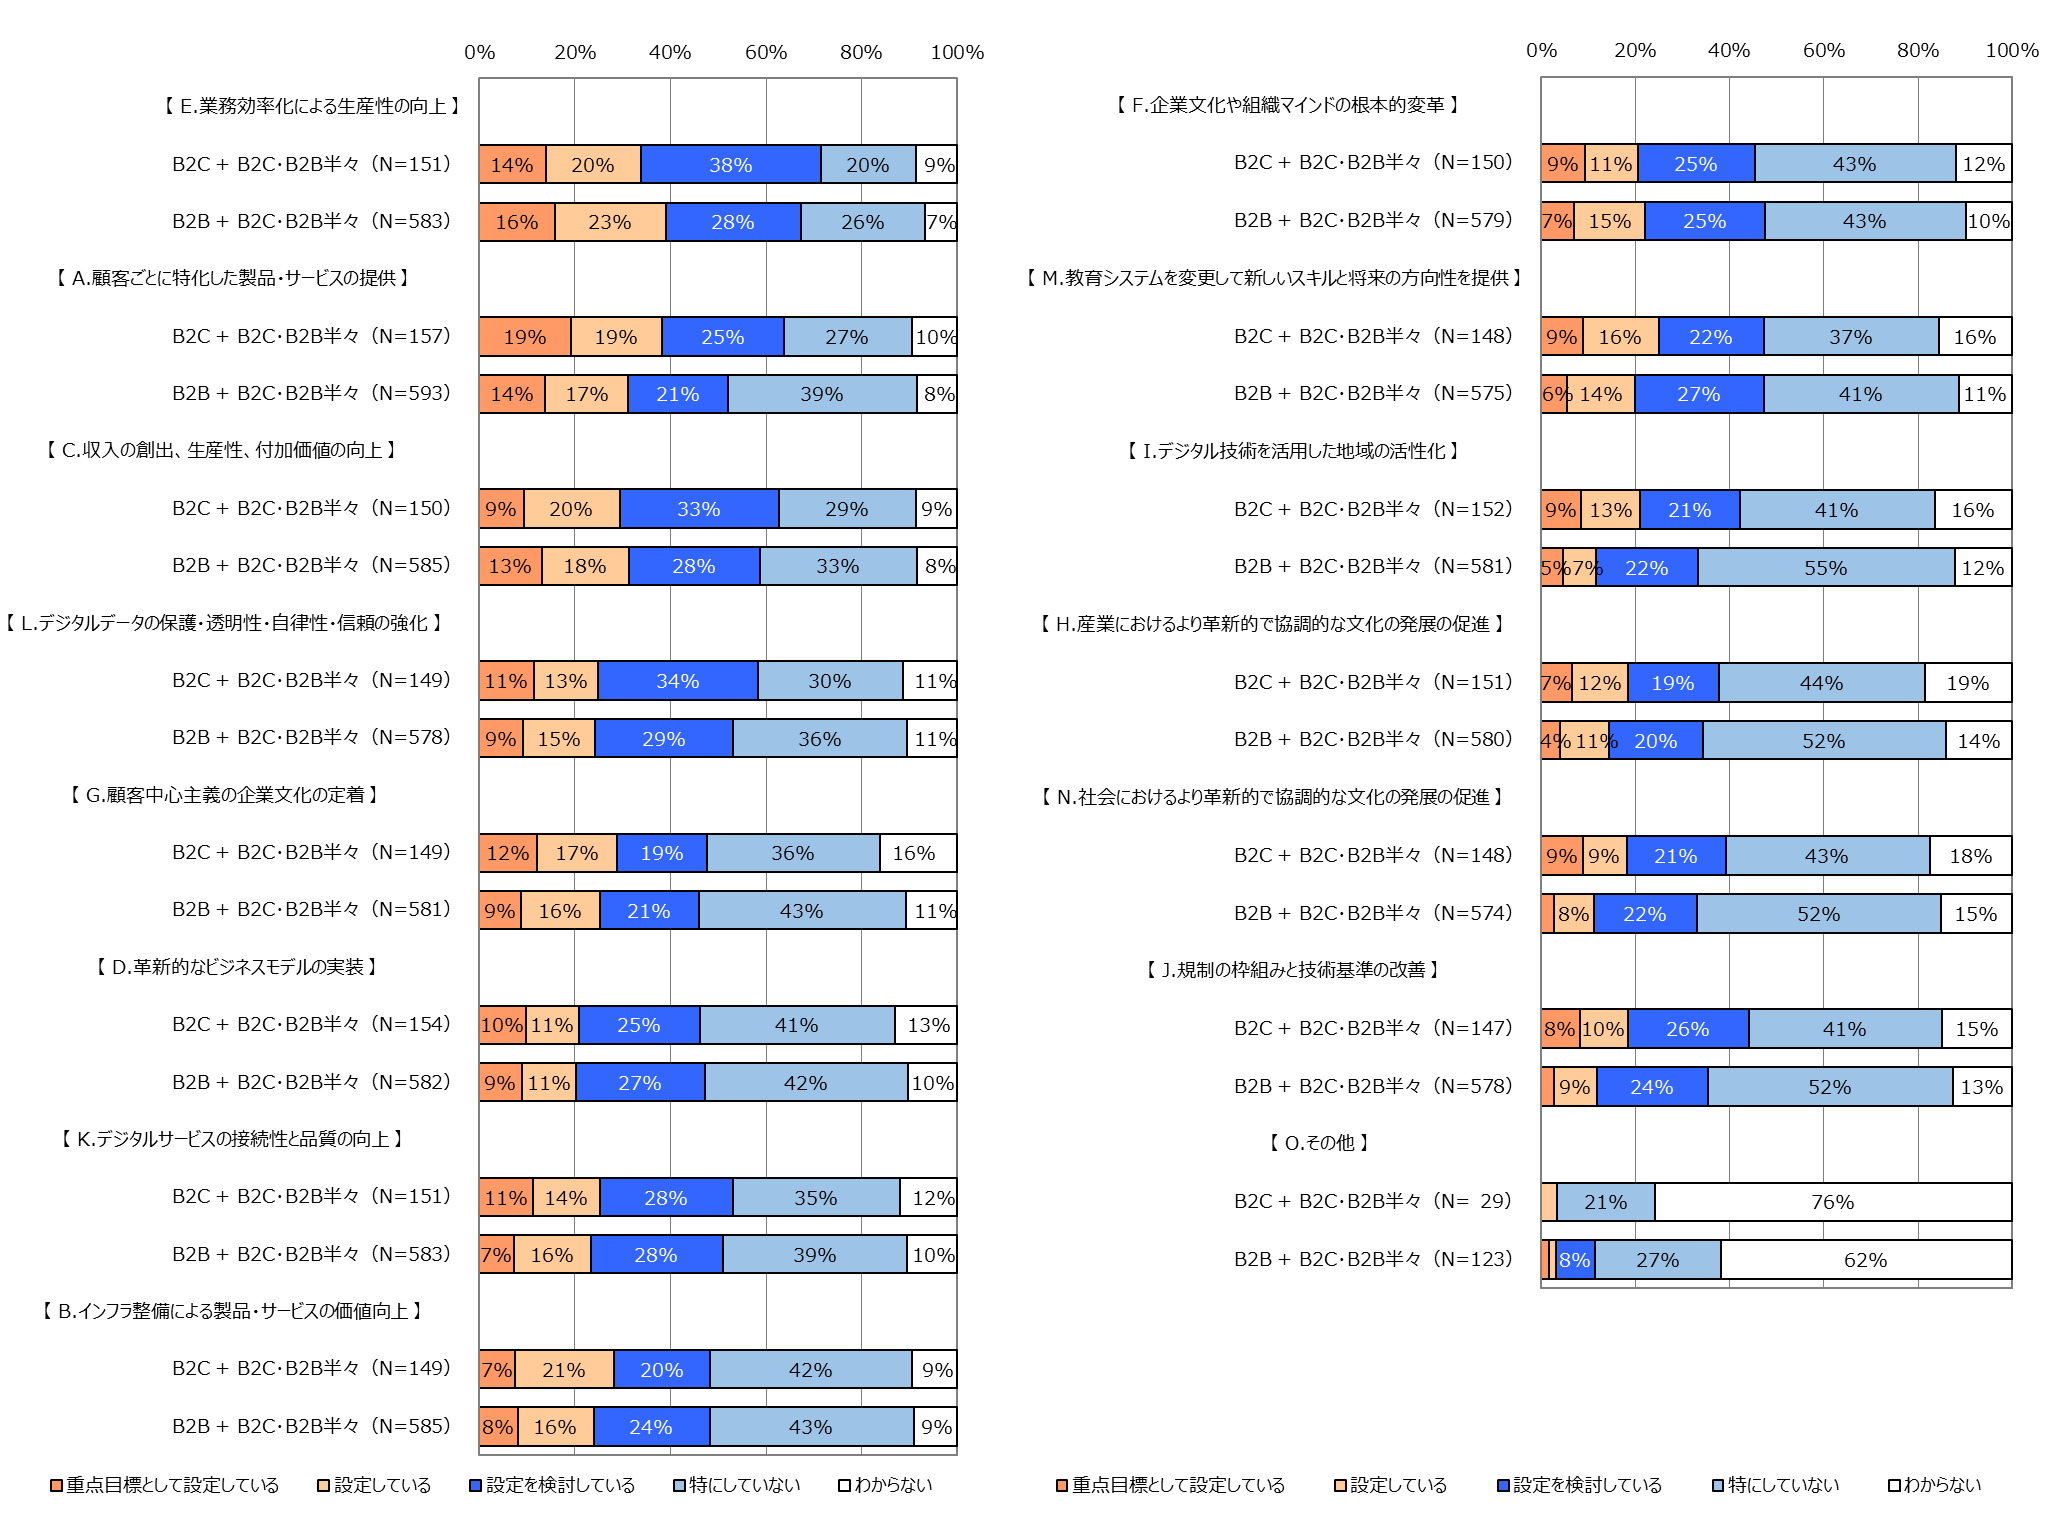 0% 20% 40% 60% 80% 100%
【 E.業務効率化による生産性の向上 】
B2C + B2C・B2B半々（N=151） 14% 20% 38% 20% 9%
B2B + B2C・B2B半々（N=583） 16% 23% 28% 26% 7%
【 A.顧客ごとに特化した製品・サービスの提供 】
B2C + B2C・B2B半々（N=157） 19% 19% 25% 27% 10%
B2B + B2C・B2B半々（N=593） 14% 17% 21% 39% 8%
【 C.収入の創出、生産性、付加価値の向上 】
B2C + B2C・B2B半々（N=150） 9% 20% 33% 29% 9%
B2B + B2C・B2B半々（N=585） 13% 18% 28% 33% 8%
【 L.デジタルデータの保護・透明性・自律性・信頼の強化 】
B2C + B2C・B2B半々（N=149） 11% 13% 34% 30% 11%
B2B + B2C・B2B半々（N=578） 9% 15% 29% 36% 11%
【 G.顧客中心主義の企業文化の定着 】
B2C + B2C・B2B半々（N=149） 12% 17% 19% 36% 16%
B2B + B2C・B2B半々（N=581） 9% 16% 21% 43% 11%
【 D.革新的なビジネスモデルの実装 】
B2C + B2C・B2B半々（N=154） 10% 11% 25% 41% 13%
B2B + B2C・B2B半々（N=582） 9% 11% 27% 42% 10%
【 K.デジタルサービスの接続性と品質の向上 】
B2C + B2C・B2B半々（N=151） 11% 14% 28% 35% 12%
B2B + B2C・B2B半々（N=583） 7% 16% 28% 39% 10%
【 B.インフラ整備による製品・サービスの価値向上 】
B2C + B2C・B2B半々（N=149） 7% 21% 20% 42% 9%
B2B + B2C・B2B半々（N=585） 8% 16% 24% 43% 9%
重点目標として設定している 設定している 設定を検討している 特にしていない わからない
0% 20% 40% 60% 80% 100%
【 F.企業文化や組織マインドの根本的変革 】
B2C + B2C・B2B半々（N=150） 9% 11% 25% 43% 12%
B2B + B2C・B2B半々（N=579） 7% 15% 25% 43% 10%
【 M.教育システムを変更して新しいスキルと将来の方向性を提供 】
B2C + B2C・B2B半々（N=148） 9% 16% 22% 37% 16%
B2B + B2C・B2B半々（N=575） 6% 14% 27% 41% 11%
【 I.デジタル技術を活用した地域の活性化 】
B2C + B2C・B2B半々（N=152） 9% 13% 21% 41% 16%
B2B + B2C・B2B半々（N=581） 5% 7% 22% 55% 12%
【 H.産業におけるより革新的で協調的な文化の発展の促進 】
B2C + B2C・B2B半々（N=151） 7% 12% 19% 44% 19%
B2B + B2C・B2B半々（N=580） 4% 11% 20% 52% 14%
【 N.社会におけるより革新的で協調的な文化の発展の促進 】
B2C + B2C・B2B半々（N=148） 9% 9% 21% 43% 18%
B2B + B2C・B2B半々（N=574） 8% 22% 52% 15%
【 J.規制の枠組みと技術基準の改善 】
B2C + B2C・B2B半々（N=147） 8% 10% 26% 41% 15%
B2B + B2C・B2B半々（N=578） 9% 24% 52% 13%
【 O.その他 】
B2C + B2C・B2B半々（N= 29） 21% 76%
B2B + B2C・B2B半々（N=123） 8% 27% 62%
重点目標として設定している 設定している 設定を検討している 特にしていない わからない